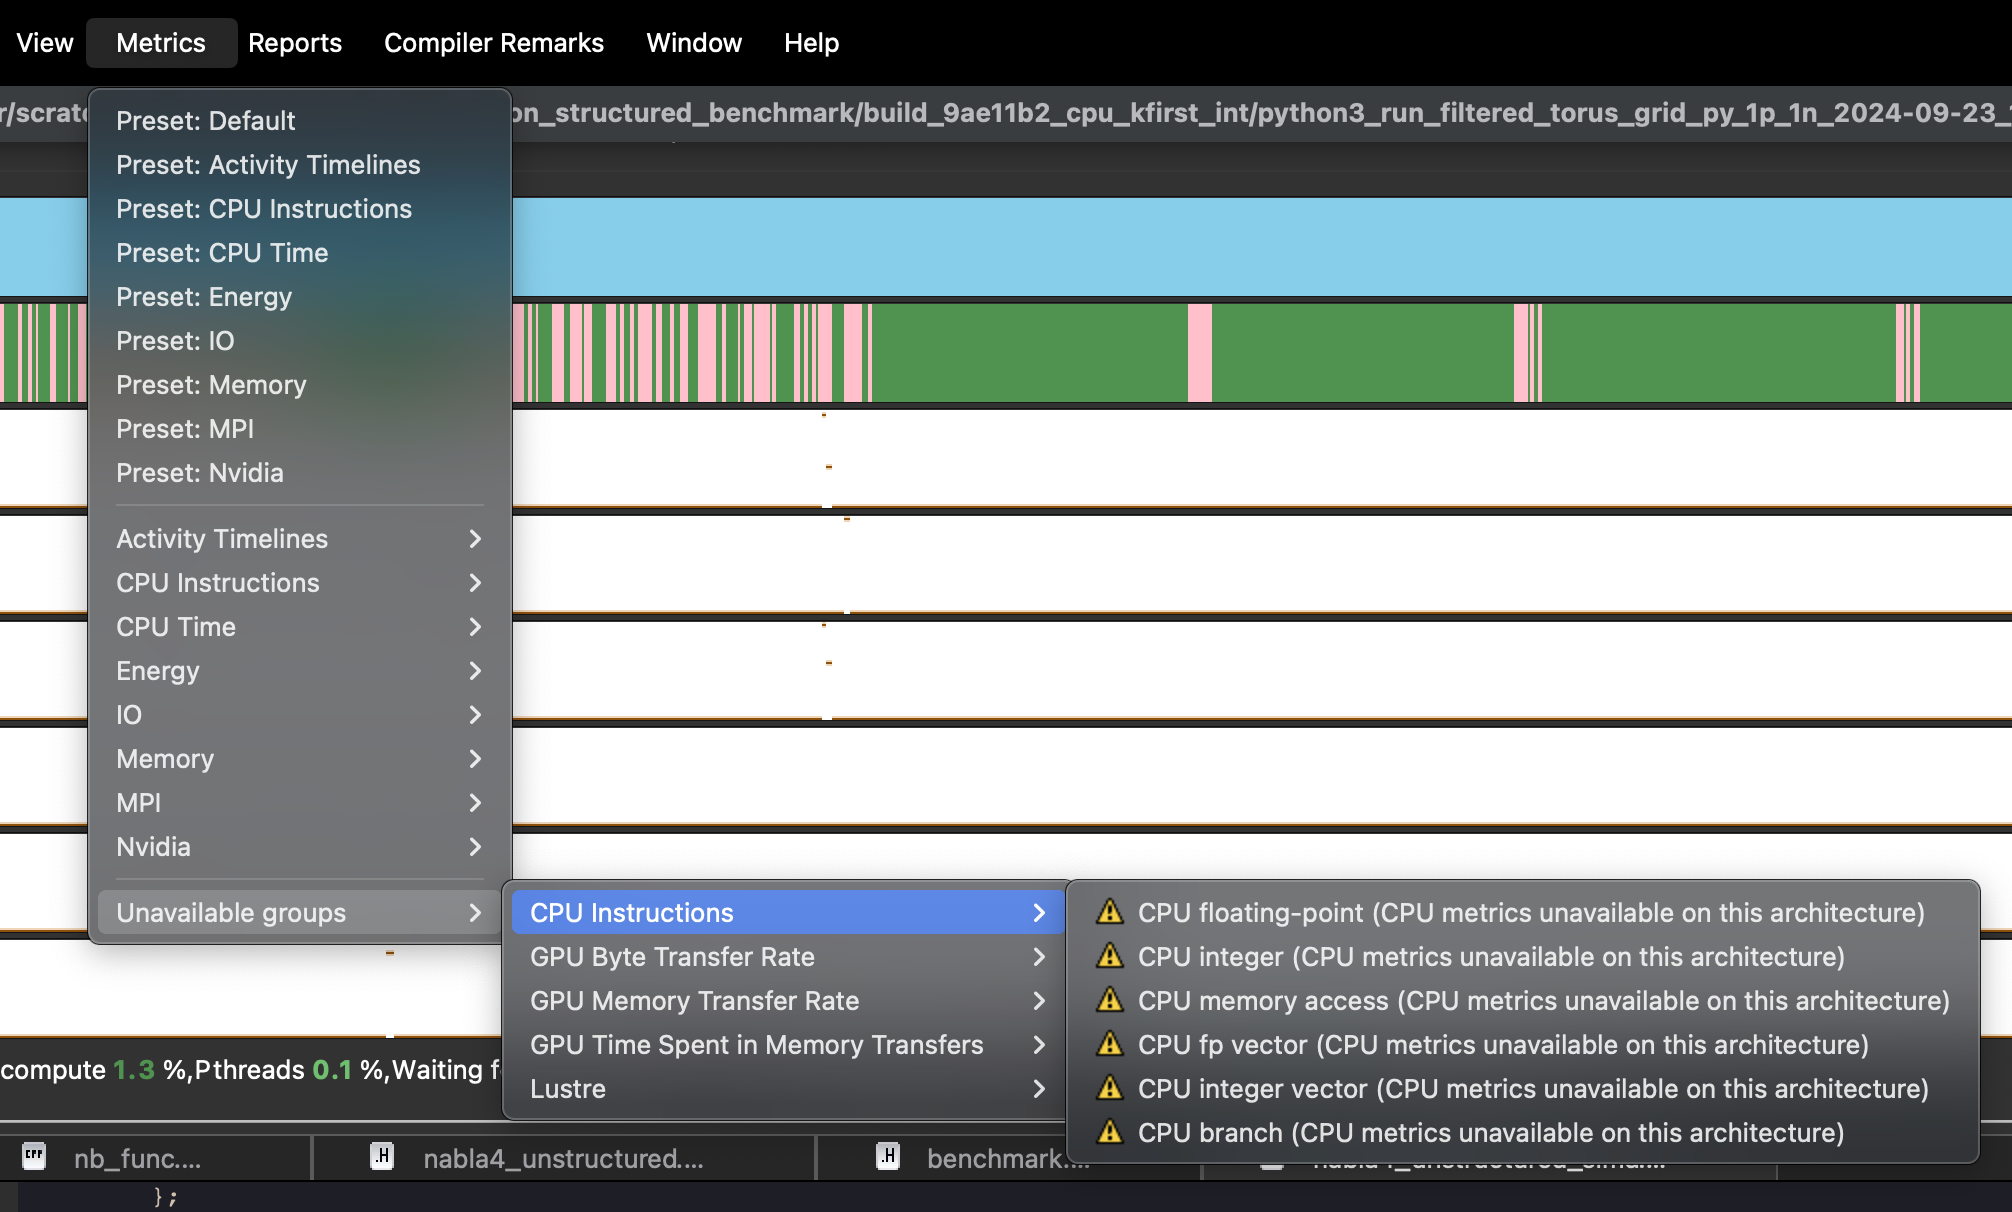 View Metrics Reports Compiler Remarks Window Help
on_structured_benchmark/build_9ae11b2_cpu_kfirst_int/python3_run_filtered_torus_grid_py_1p_1n_2024-09-23_
Preset: Default
Preset: Activity Timelines
Preset: CPU Instructions
Preset: CPU Time
Preset: Energy
Preset: IO
Preset: Memory
Preset: MPI
Preset: Nvidia
Activity Timelines
CPU Instructions
CPU Time
Energy
IO
Memory
MPI
Nvidia
Unavailable groups
CPU Instructions
GPU Byte Transfer Rate
GPU Memory Transfer Rate
GPU Time Spent in Memory Transfers
Lustre
CPU floating-point (CPU metrics unavailable on this architecture)
CPU integer (CPU metrics unavailable on this architecture)
CPU memory access (CPU metrics unavailable on this architecture)
CPU fp vector (CPU metrics unavailable on this architecture)
CPU integer vector (CPU metrics unavailable on this architecture)
CPU branch (CPU metrics unavailable on this architecture)
compute 1.3 %,Pthreads 0.1 %,Waiting f
CPP nb_func.... .H nabla4_unstructured.... .H benchmark....
};